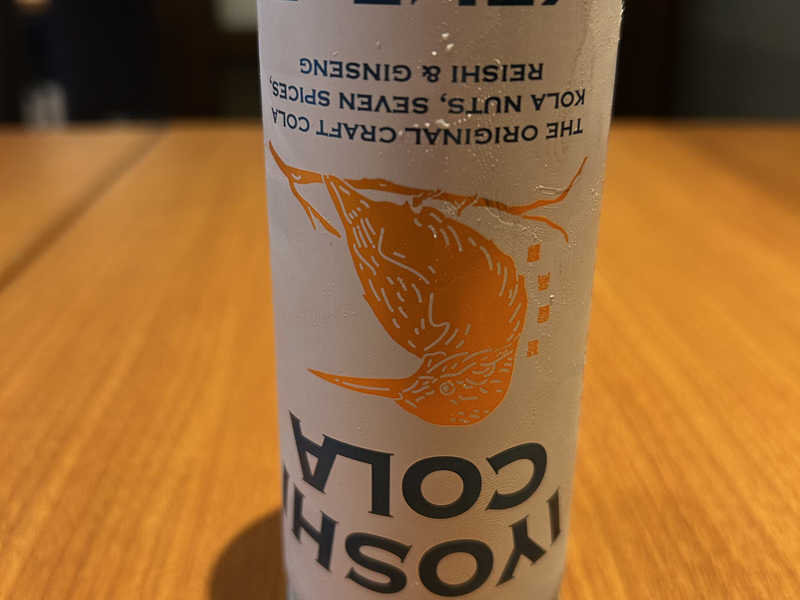 IYOSHI
COLA
THE ORIGINAL CRAFT COLA
KOLA NUTS, SEVEN SPICES,
REISHI & GINSENG